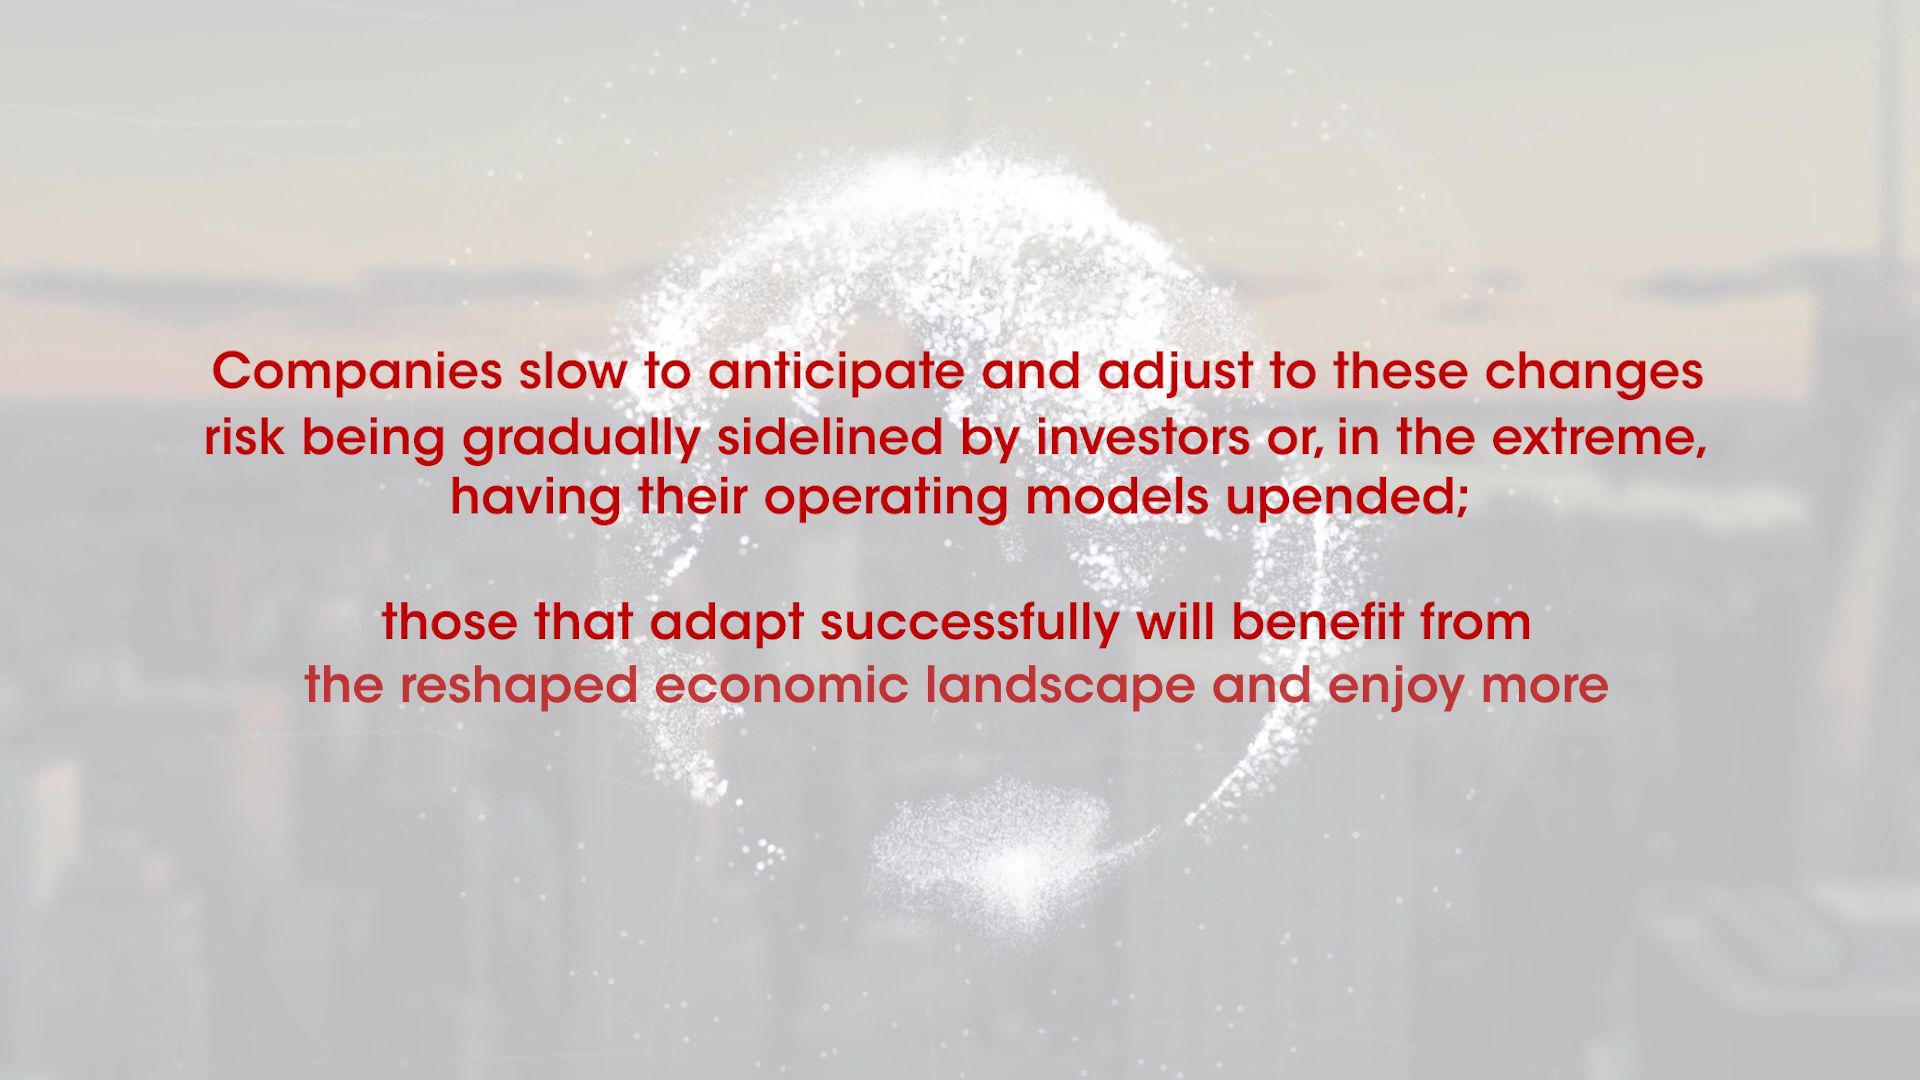 Companies slow to anticipate and adjust to these changes
risk being gradually sidelined by investors or, in the extreme,
having their operating models upended;
those that adapt successfully will benefit from
the reshaped economic landscape and enjoy more